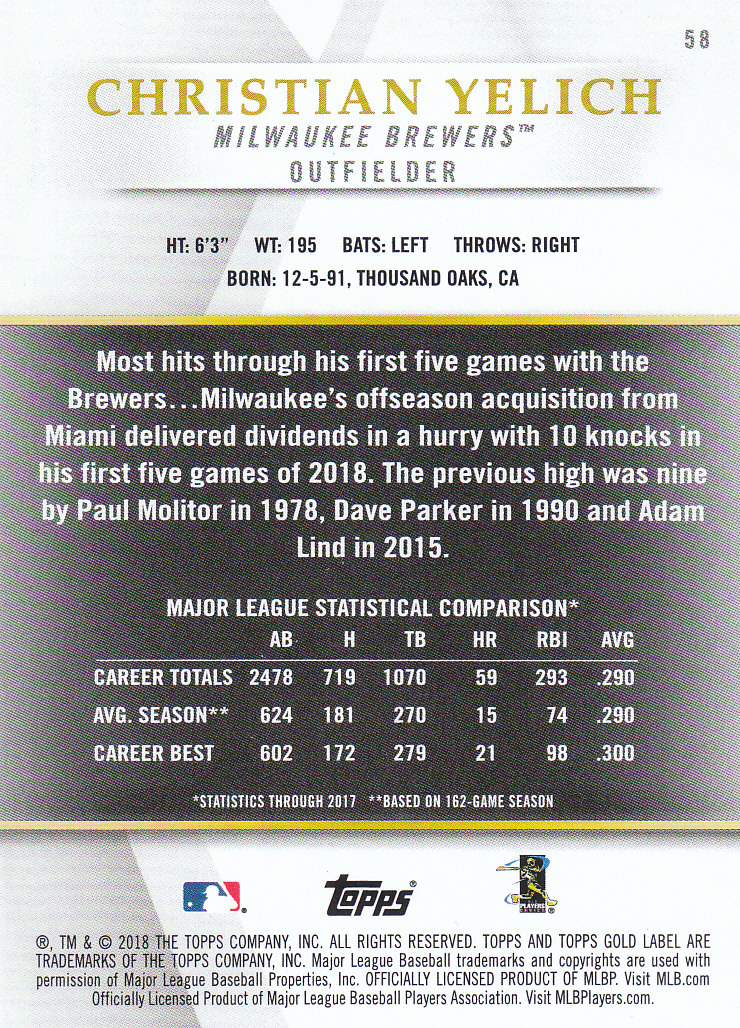 58
CHRISTIAN YELICH
MILWAUKEE BREWERS™
OUTFIELDER
HT: 6'3" WT: 195 BATS: LEFT THROWS: RIGHT
BORN: 12-5-91, THOUSAND OAKS, CA
Most hits through his first five games with the
Brewers...Milwaukee's offseason acquisition from
Miami delivered dividends in a hurry with 10 knocks in
his first five games of 2018. The previous high was nine
by Paul Molitor in 1978, Dave Parker in 1990 and Adam
Lind in 2015.
MAJOR LEAGUE STATISTICAL COMPARISON*
AB H TB HR RBI AVG
CAREER TOTALS 2478 719 1070 59 293 .290
AVG. SEASON** 624 181 270 15 74 .290
CAREER BEST 602 172 279 21 98 .300
*STATISTICS THROUGH 2017 **BASED ON 162-GAME SEASON
Topps®
PLAYERS
CHOICE ®
®, TM & © 2018 THE TOPPS COMPANY, INC. ALL RIGHTS RESERVED. TOPPS AND TOPPS GOLD LABEL ARE
TRADEMARKS OF THE TOPPS COMPANY, INC. Major League Baseball trademarks and copyrights are used with
permission of Major League Baseball Properties, Inc. OFFICIALLY LICENSED PRODUCT OF MLBP. Visit MLB.com
Officially Licensed Product of Major League Baseball Players Association. Visit MLBPlayers.com.